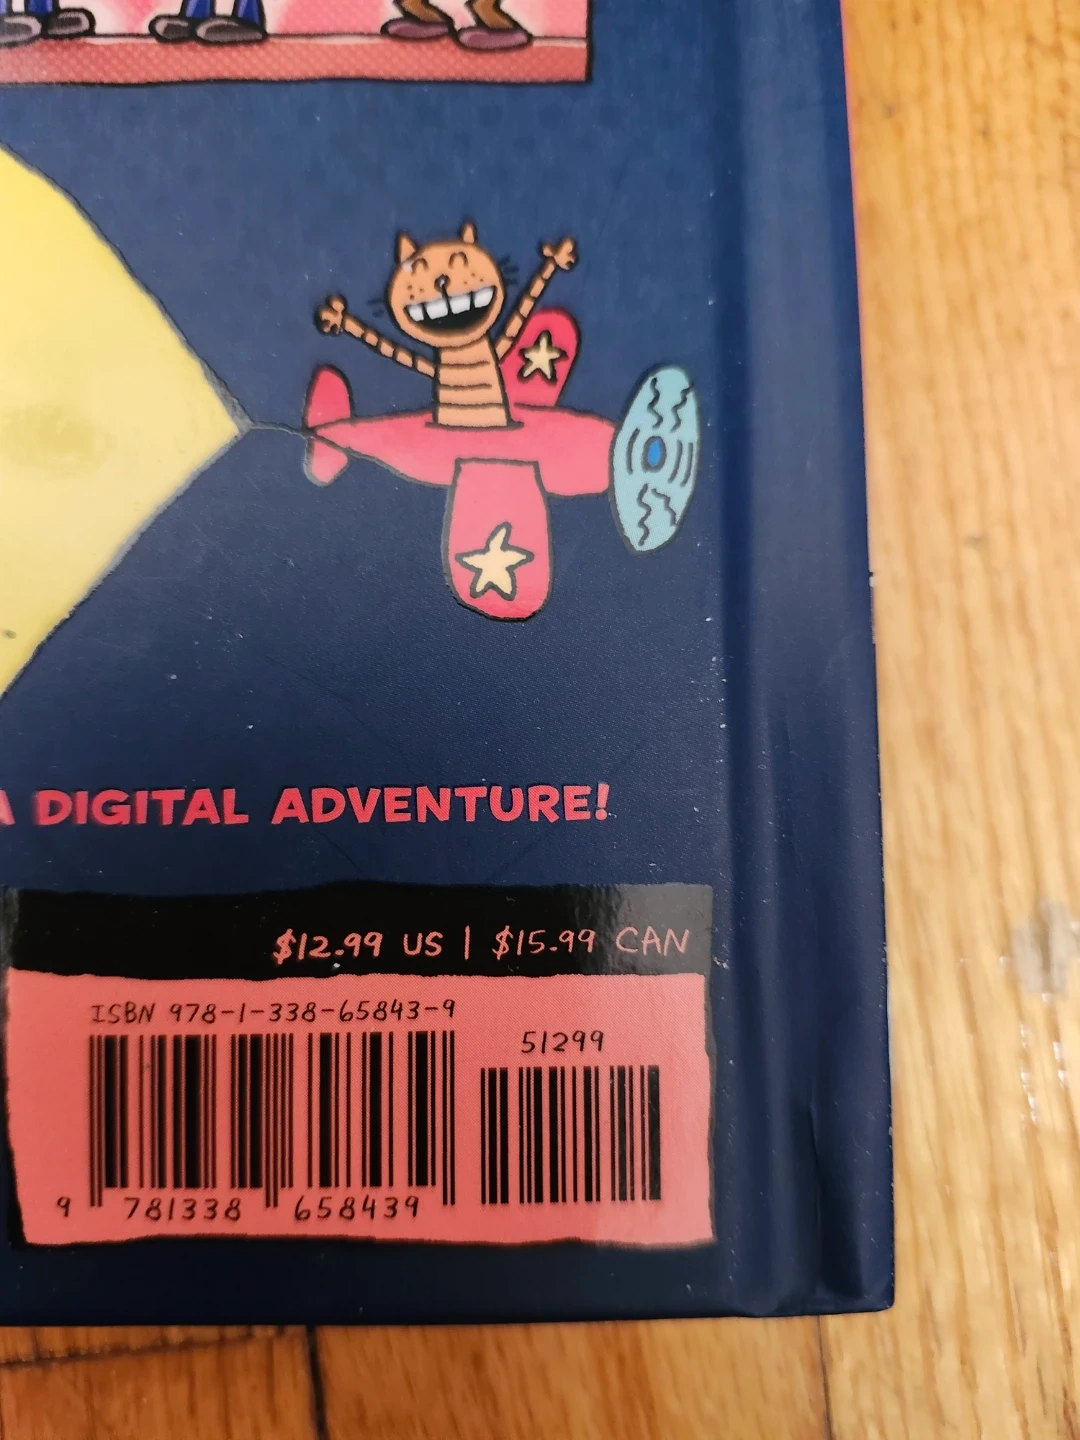 A DIGITAL ADVENTURE!
$12.99 US | $15.99 CAN
ISBN 978-1-338-65843-9
51299
9 781338 658439